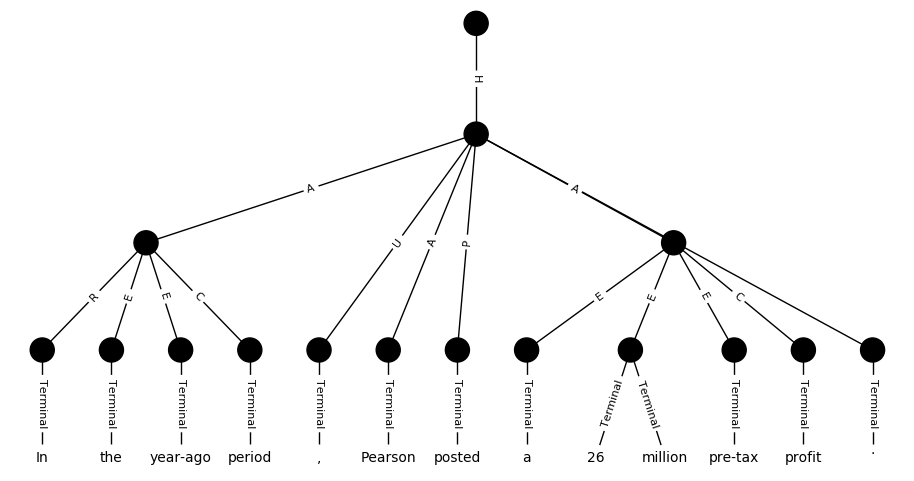 H
A U A P A
R E E C E E E C
Terminal Terminal Terminal Terminal Terminal Terminal Terminal Terminal Terminal Terminal Terminal Terminal Terminal
In the year-ago period , Pearson posted a 26 million pre-tax profit .